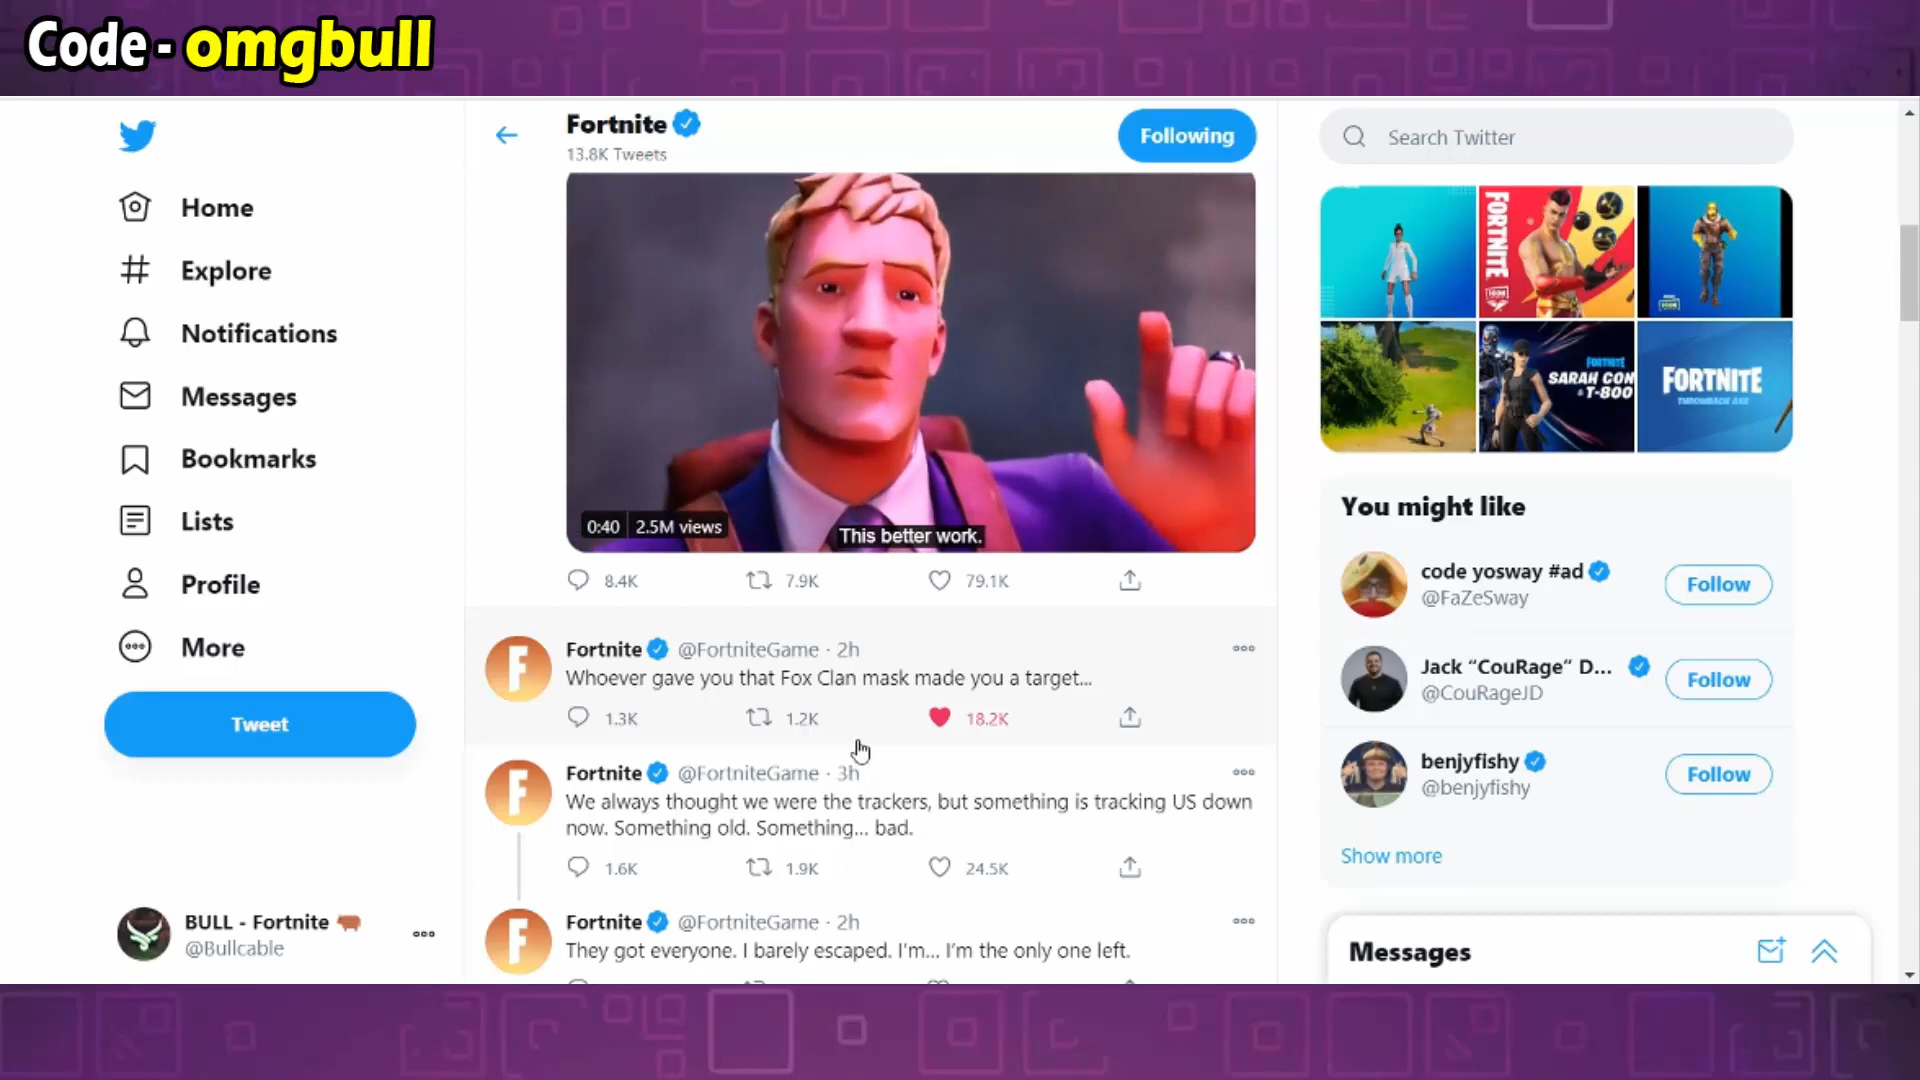 Code - omgbull
Fortnite
13.8K Tweets
Following
Search Twitter
Home
Explore
Notifications
Messages
Bookmarks
Lists
Profile
More
Tweet
BULL - Fortnite
@Bullcable
0:40 2.5M views
This better work.
8.4K 7.9K 79.1K
Fortnite @FortniteGame · 2h
Whoever gave you that Fox Clan mask made you a target...
1.3K 1.2K 18.2K
Fortnite @FortniteGame · 3h
We always thought we were the trackers, but something is tracking US down
now. Something old. Something... bad.
1.6K 1.9K 24.5K
Fortnite @FortniteGame · 2h
They got everyone. I barely escaped. I'm... I'm the only one left.
FORTNITE
FORTNITE
SARAH CON
& T-800
FORTNITE
THROWBACK AXE
You might like
code yosway #ad
@FaZeSway
Follow
Jack “CouRage” D...
@CouRageJD
Follow
benjyfishy
@benjyfishy
Follow
Show more
Messages